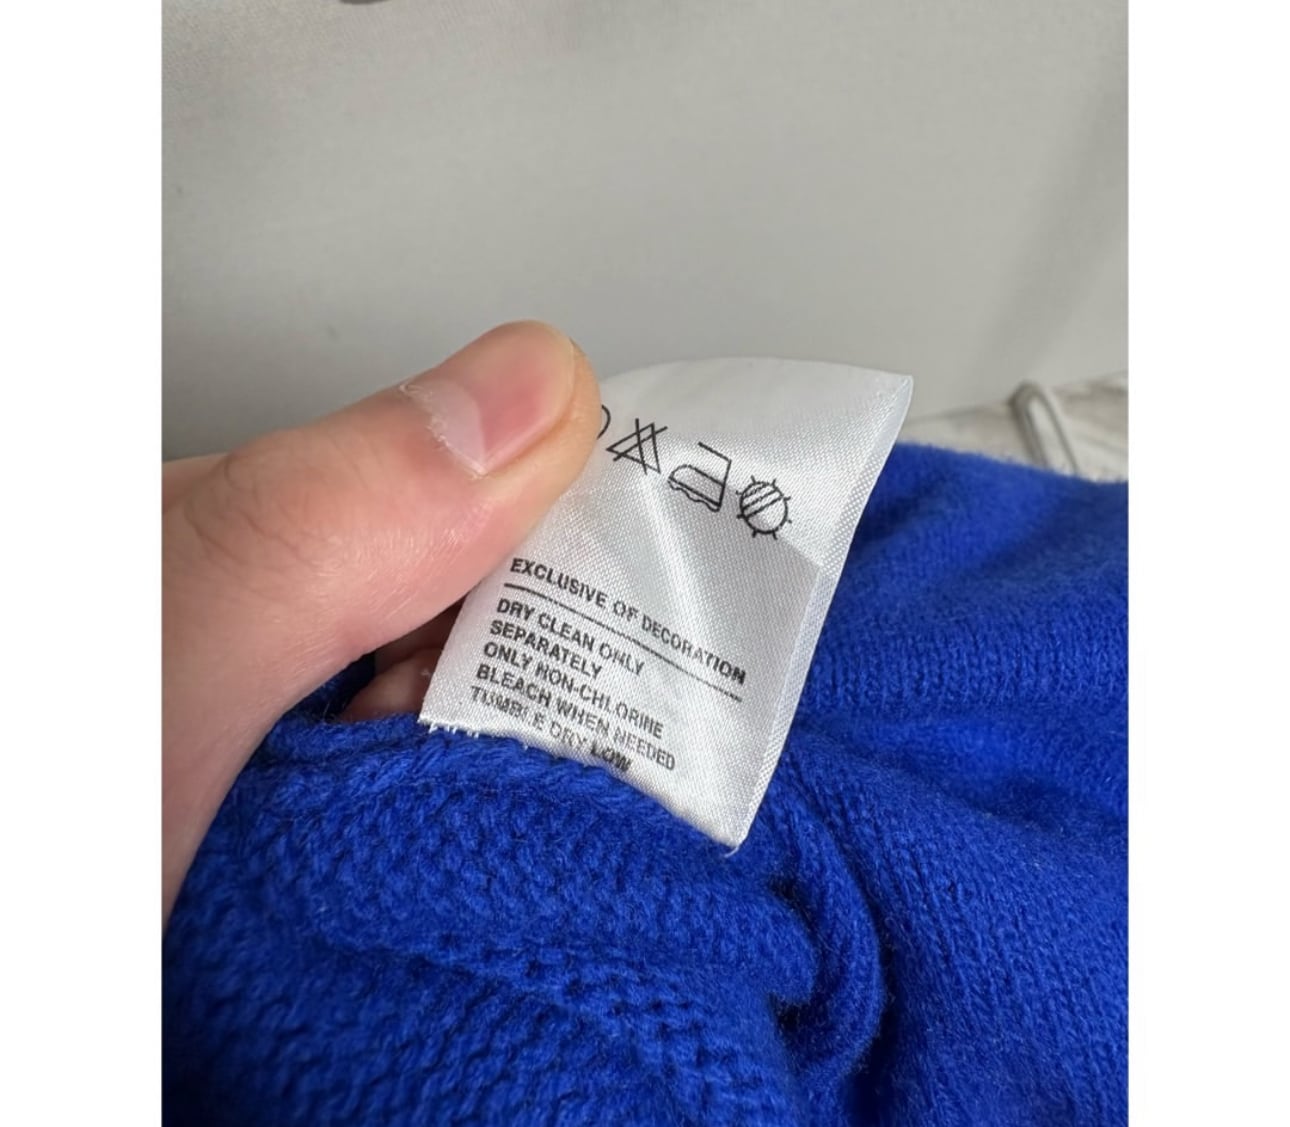 EXCLUSIVE OF DECORATION
DRY CLEAN ONLY
SEPARATELY
ONLY NON-CHLORINE
BLEACH WHEN NEEDED
TUMBLE DRY LOW